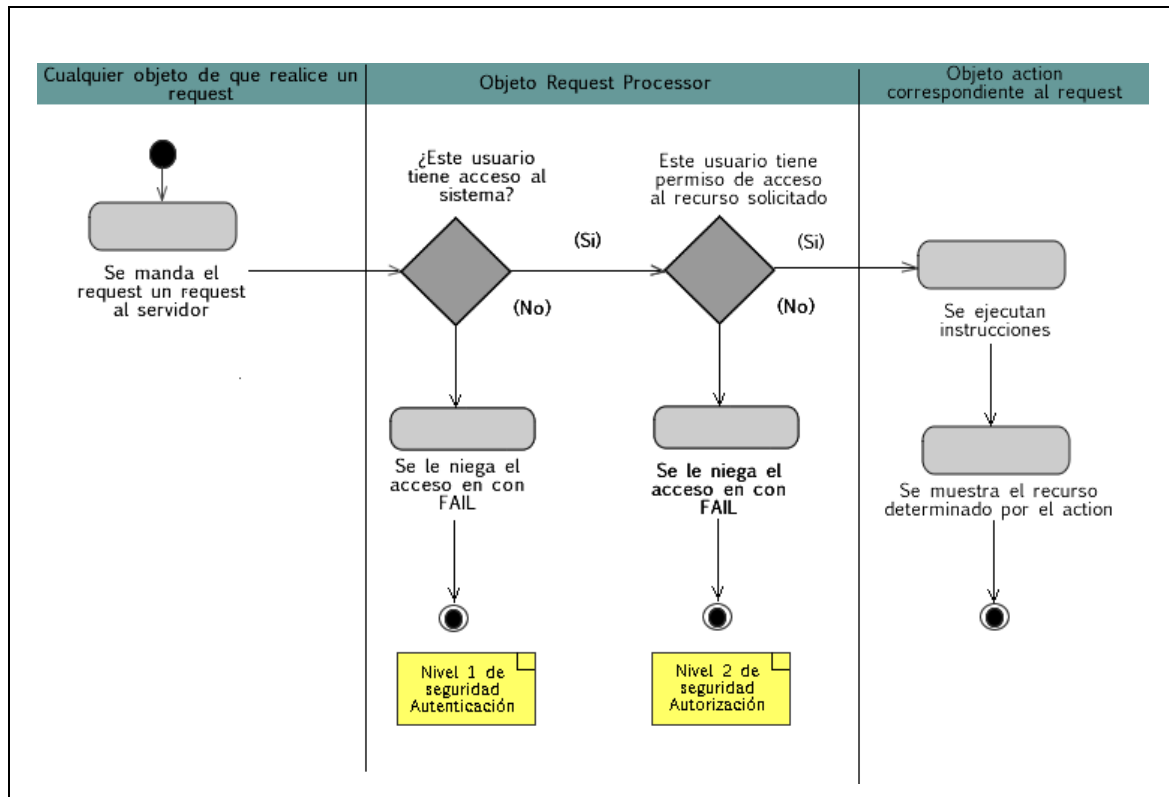 Cualquier objeto de que realice un
request
Objeto Request Processor
Objeto action
correspondiente al request
¿Este usuario
tiene acceso al
sistema?
Este usuario tiene
permiso de acceso
al recurso solicitado
(Si)
(Si)
Se manda el
request un request
al servidor
(No)
(No)
Se ejecutan
instrucciones
Se le niega el
acceso en con
FAIL
Se le niega el
acceso en con
FAIL
Se muestra el recurso
determinado por el action
Nivel 1 de
seguridad
Autenticación
Nivel 2 de
seguridad
Autorización